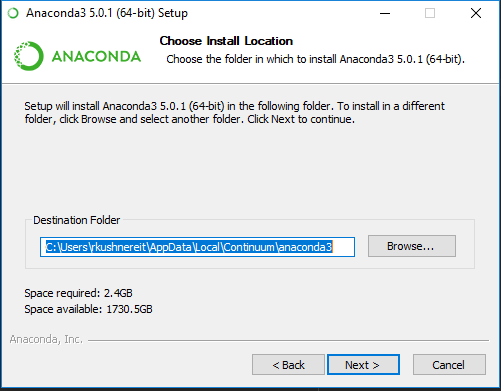 Anaconda3 5.0.1 (64-bit) Setup
Choose Install Location
Choose the folder in which to install Anaconda3 5.0.1 (64-bit).
ANACONDA
Setup will install Anaconda3 5.0.1 (64-bit) in the following folder. To install in a different
folder, click Browse and select another folder. Click Next to continue.
Destination Folder
C:\Users\rkushnereit\AppData\Local\Continuum\anaconda3
Browse...
Space required: 2.4GB
Space available: 1730.5GB
Anaconda, Inc.
< Back
Next >
Cancel